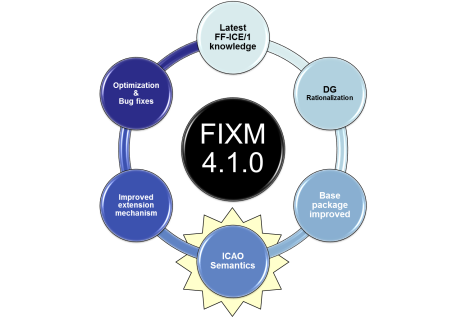 Latest
FF-ICE/1
knowledge
DG
Rationalization
Base
package
improved
ICAO
Semantics
Improved
extension
mechanism
Optimization
&
Bug fixes
FIXM
4.1.0